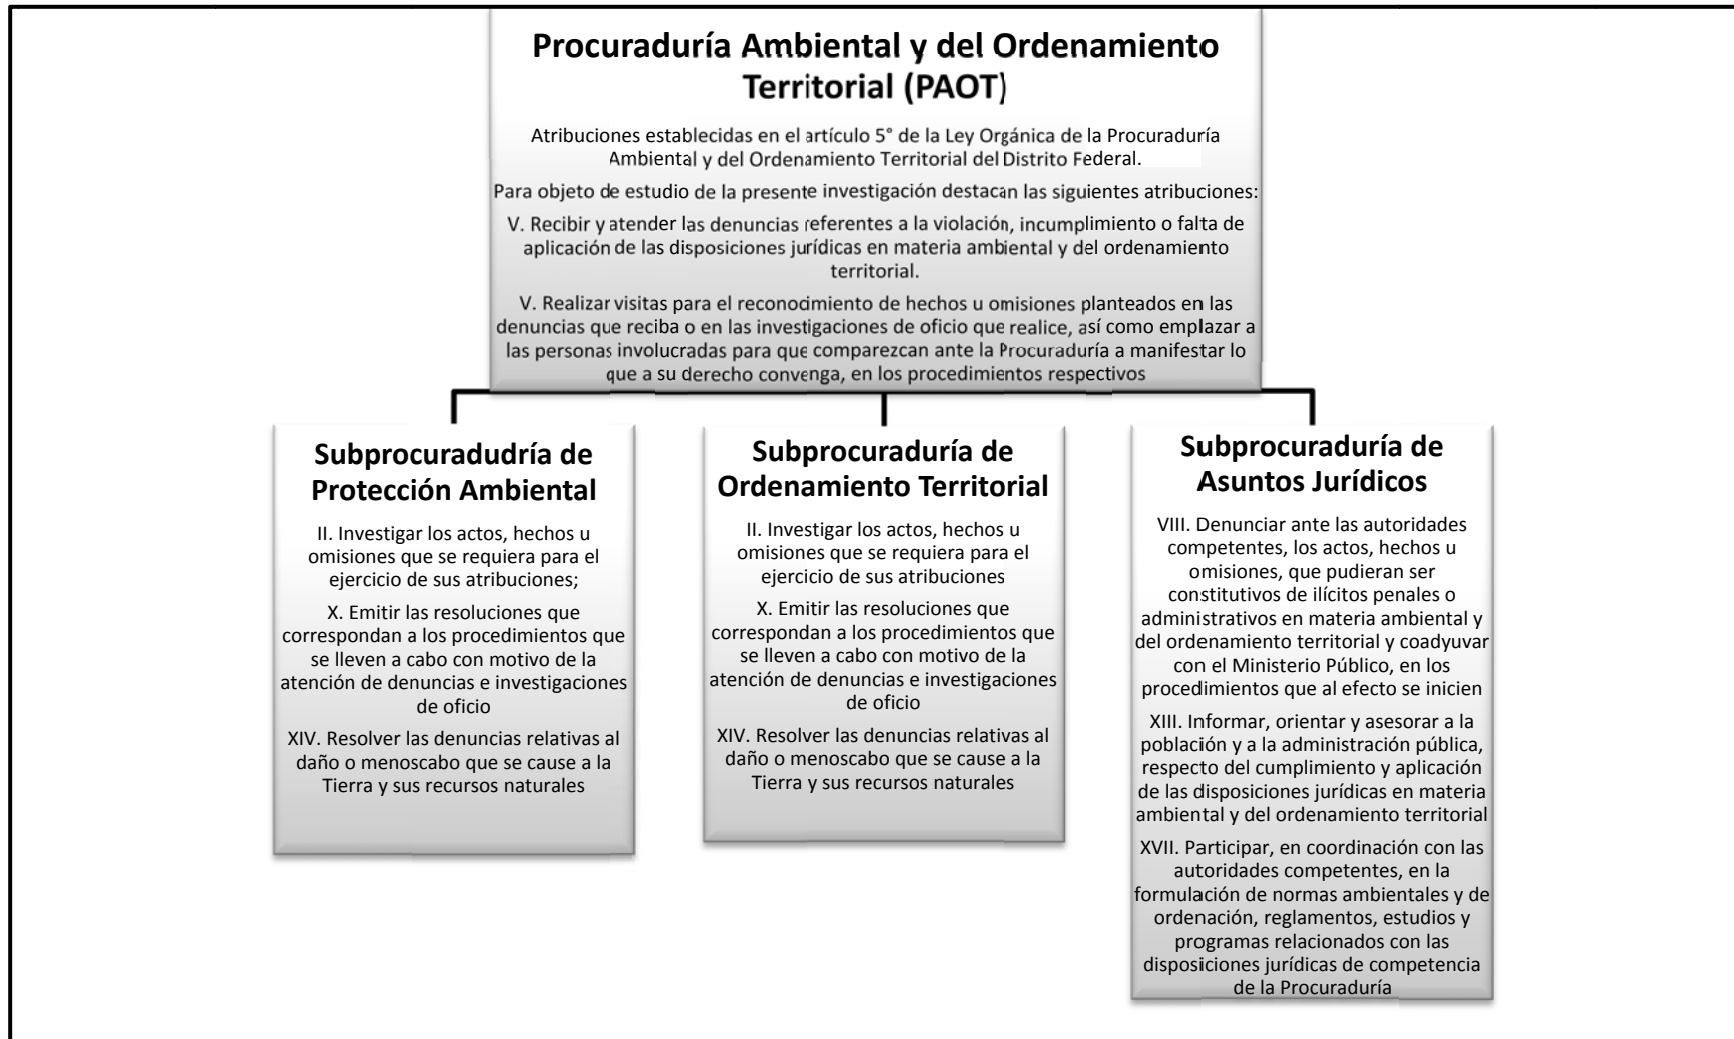 Procuraduría Ambiental y del Ordenamiento
Territorial (PAOT)
Atribuciones establecidas en el artículo 5° de la Ley Orgánica de la Procuraduría
Ambiental y del Ordenamiento Territorial del Distrito Federal.
Para objeto de estudio de la presente investigación destacan las siguientes atribuciones:
V. Recibir y atender las denuncias referentes a la violación, incumplimiento o falta de
aplicación de las disposiciones jurídicas en materia ambiental y del ordenamiento
territorial.
V. Realizar visitas para el reconocimiento de hechos u omisiones planteados en las
denuncias que reciba o en las investigaciones de oficio que realice, así como emplazar a
las personas involucradas para que comparezcan ante la Procuraduría a manifestar lo
que a su derecho convenga, en los procedimientos respectivos
Subprocuradudría de
Protección Ambiental
II. Investigar los actos, hechos u
omisiones que se requiera para el
ejercicio de sus atribuciones;
X. Emitir las resoluciones que
correspondan a los procedimientos que
se lleven a cabo con motivo de la
atención de denuncias e investigaciones
de oficio
XIV. Resolver las denuncias relativas al
daño o menoscabo que se cause a la
Tierra y sus recursos naturales
Subprocuraduría de
Ordenamiento Territorial
II. Investigar los actos, hechos u
omisiones que se requiera para el
ejercicio de sus atribuciones
X. Emitir las resoluciones que
correspondan a los procedimientos que
se lleven a cabo con motivo de la
atención de denuncias e investigaciones
de oficio
XIV. Resolver las denuncias relativas al
daño o menoscabo que se cause a la
Tierra y sus recursos naturales
Subprocuraduría de
Asuntos Jurídicos
VIII. Denunciar ante las autoridades
competentes, los actos, hechos u
omisiones, que pudieran ser
constitutivos de ilícitos penales o
administrativos en materia ambiental y
del ordenamiento territorial y coadyuvar
con el Ministerio Público, en los
procedimientos que al efecto se inicien
XIII. Informar, orientar y asesorar a la
población y a la administración pública,
respecto del cumplimiento y aplicación
de las disposiciones jurídicas en materia
ambiental y del ordenamiento territorial
XVII. Participar, en coordinación con las
autoridades competentes, en la
formulación de normas ambientales y de
ordenación, reglamentos, estudios y
programas relacionados con las
disposiciones jurídicas de competencia
de la Procuraduría